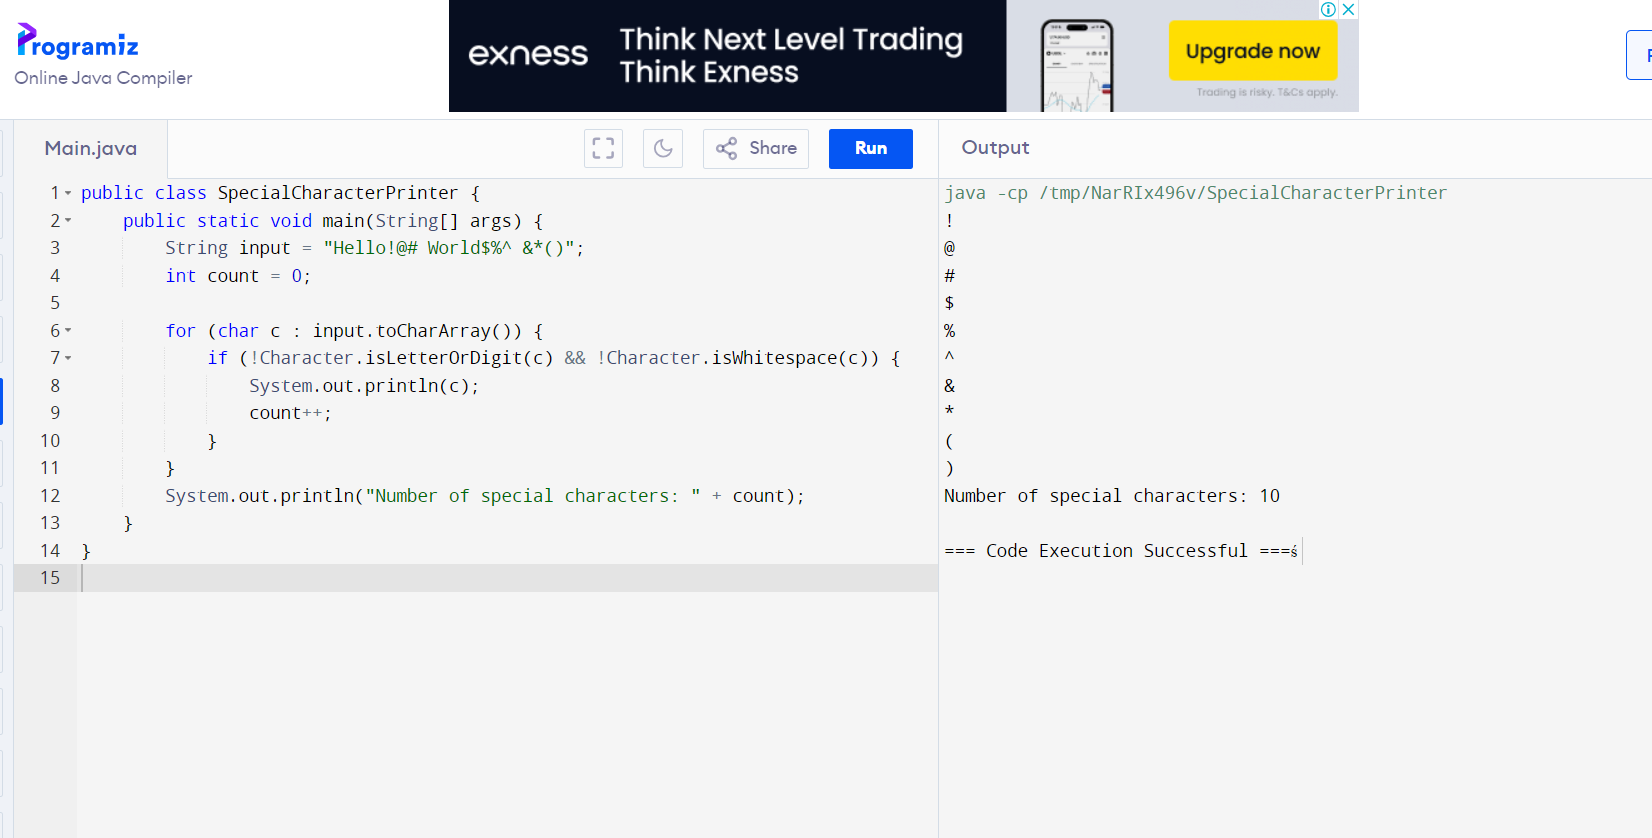 Programiz
Online Java Compiler
exness
Think Next Level Trading
Think Exness
Upgrade now
Trading is risky. T&Cs apply.
Main.java
Share
Run
Output
1 public class SpecialCharacterPrinter {
2 public static void main(String[] args) {
3 String input = "Hello!@# World$%^ &*()";
4 int count = 0;
5
6 for (char c : input.toCharArray()) {
7 if (!Character.isLetterOrDigit(c) && !Character.isWhitespace(c)) {
8 System.out.println(c);
9 count++;
10 }
11 }
12 System.out.println("Number of special characters: " + count);
13 }
14 }
15
java -cp /tmp/NarRIx496v/SpecialCharacterPrinter
!
@
#
$
%
^
&
*
(
)
Number of special characters: 10
=== Code Execution Successful ===ś